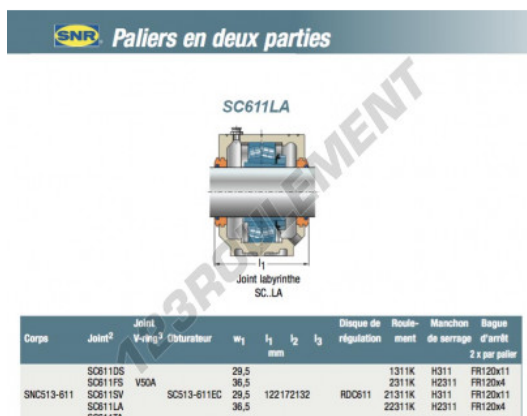 SNR Paliers en deux parties
SC611LA
123ROULEMENT
l1
Joint labyrinthe
SC..LA
Corps Joint2 Joint V-ring3 Obturateur w1 l1 l2 l3 Disque de régulation Roule-ment Manchon de serrage Bague d'arrêt
mm 2 x par palier
SC611DS 29,5 1311K H311 FR120x11
SC611FS V50A 36,5 2311K H2311 FR120x4
SNC513-611 SC611SV SC513-611EC 29,5 122172132 RDC611 21311K H311 FR120x11
SC611LA 36,5 22311K H2311 FR120x4